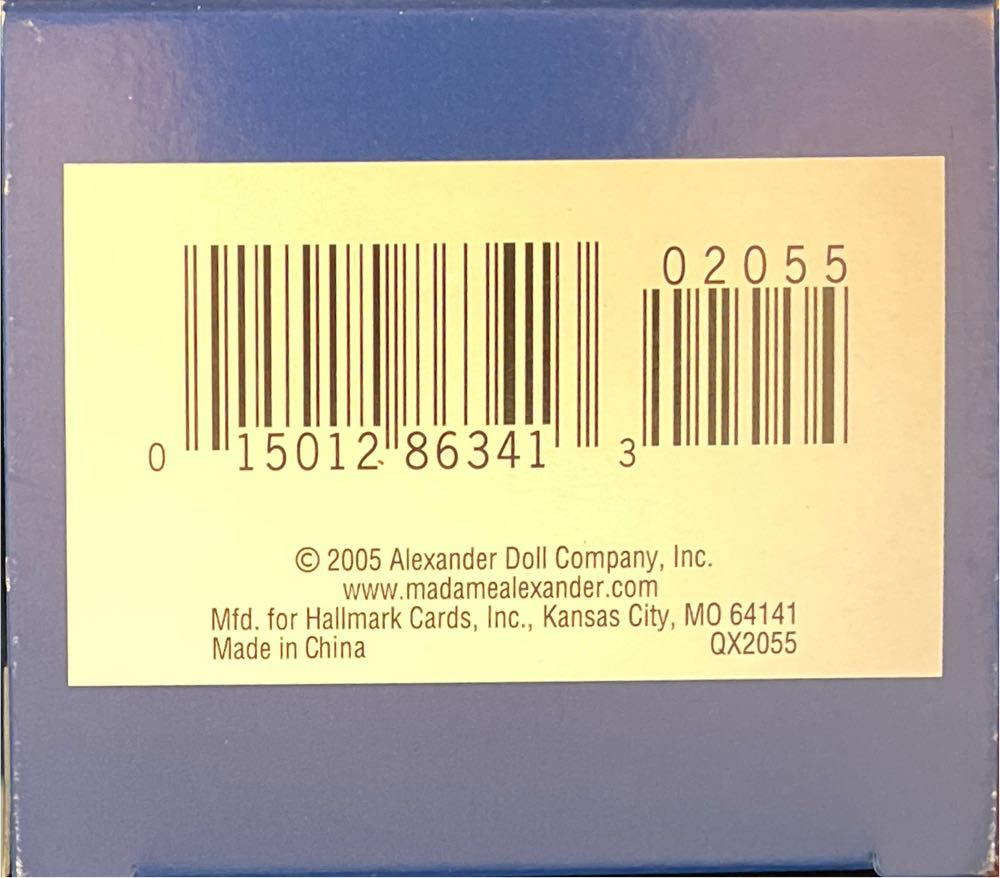 02055
0 15012 86341 3
© 2005 Alexander Doll Company, Inc.
www.madamealexander.com
Mfd. for Hallmark Cards, Inc., Kansas City, MO 64141
Made in China QX2055